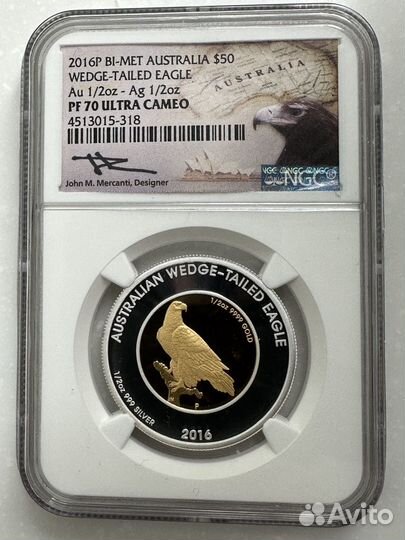 2016P BI-MET AUSTRALIA $50
WEDGE-TAILED EAGLE
Au 1/2oz - Ag 1/2oz
PF 70 ULTRA CAMEO
4513015-318
John M. Mercanti, Designer
AUSTRALIA
NGC
NGC
NGC
AUSTRALIAN WEDGE-TAILED EAGLE
1/2oz 9999 GOLD
1/2oz 999 SILVER
P
2016
Avito